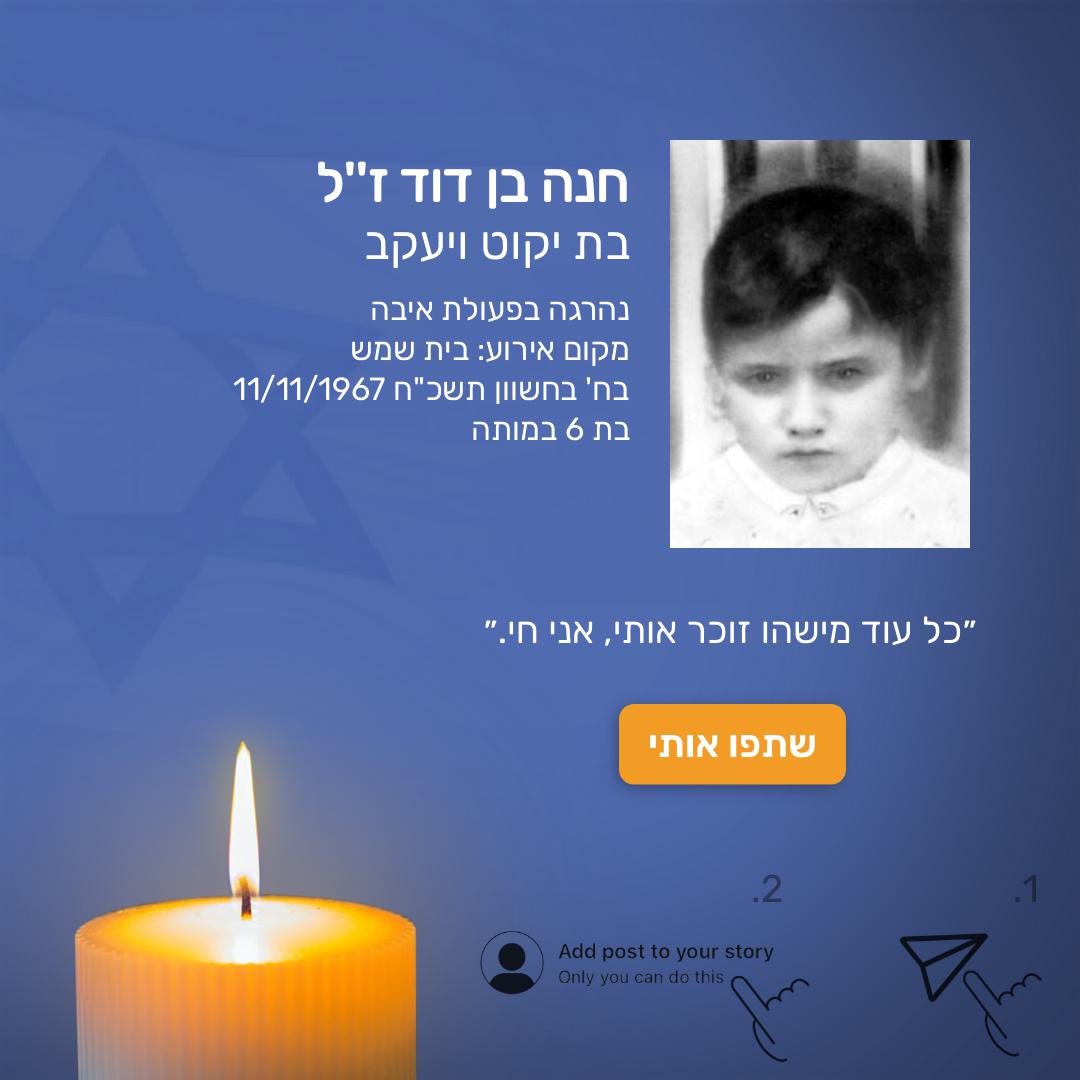 חנה בן דוד ז"ל
בת יקוט ויעקב
נהרגה בפעולת איבה
מקום אירוע: בית שמש
בח' בחשוון תשכ"ח 11/11/1967
בת 6 במותה
״כל עוד מישהו זוכר אותי, אני חי.״
שתפו אותי
1.
2.
Add post to your story
Only you can do this